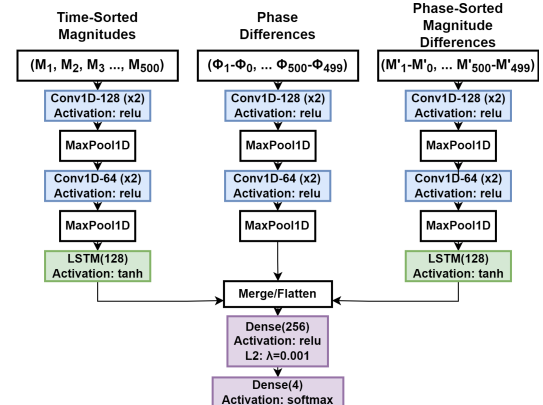 Time-Sorted
Magnitudes
(M₁, M₂, M₃ ..., M₅₀₀)
Conv1D-128 (x2)
Activation: relu
MaxPool1D
Conv1D-64 (x2)
Activation: relu
MaxPool1D
LSTM(128)
Activation: tanh
Phase
Differences
(Φ₁-Φ₀, ... Φ₅₀₀-Φ₄₉₉)
Conv1D-128 (x2)
Activation: relu
MaxPool1D
Conv1D-64 (x2)
Activation: relu
MaxPool1D
Phase-Sorted
Magnitude
Differences
(M'₁-M'₀, ... M'₅₀₀-M'₄₉₉)
Conv1D-128 (x2)
Activation: relu
MaxPool1D
Conv1D-64 (x2)
Activation: relu
MaxPool1D
LSTM(128)
Activation: tanh
Merge/Flatten
Dense(256)
Activation: relu
L2: λ=0.001
Dense(4)
Activation: softmax